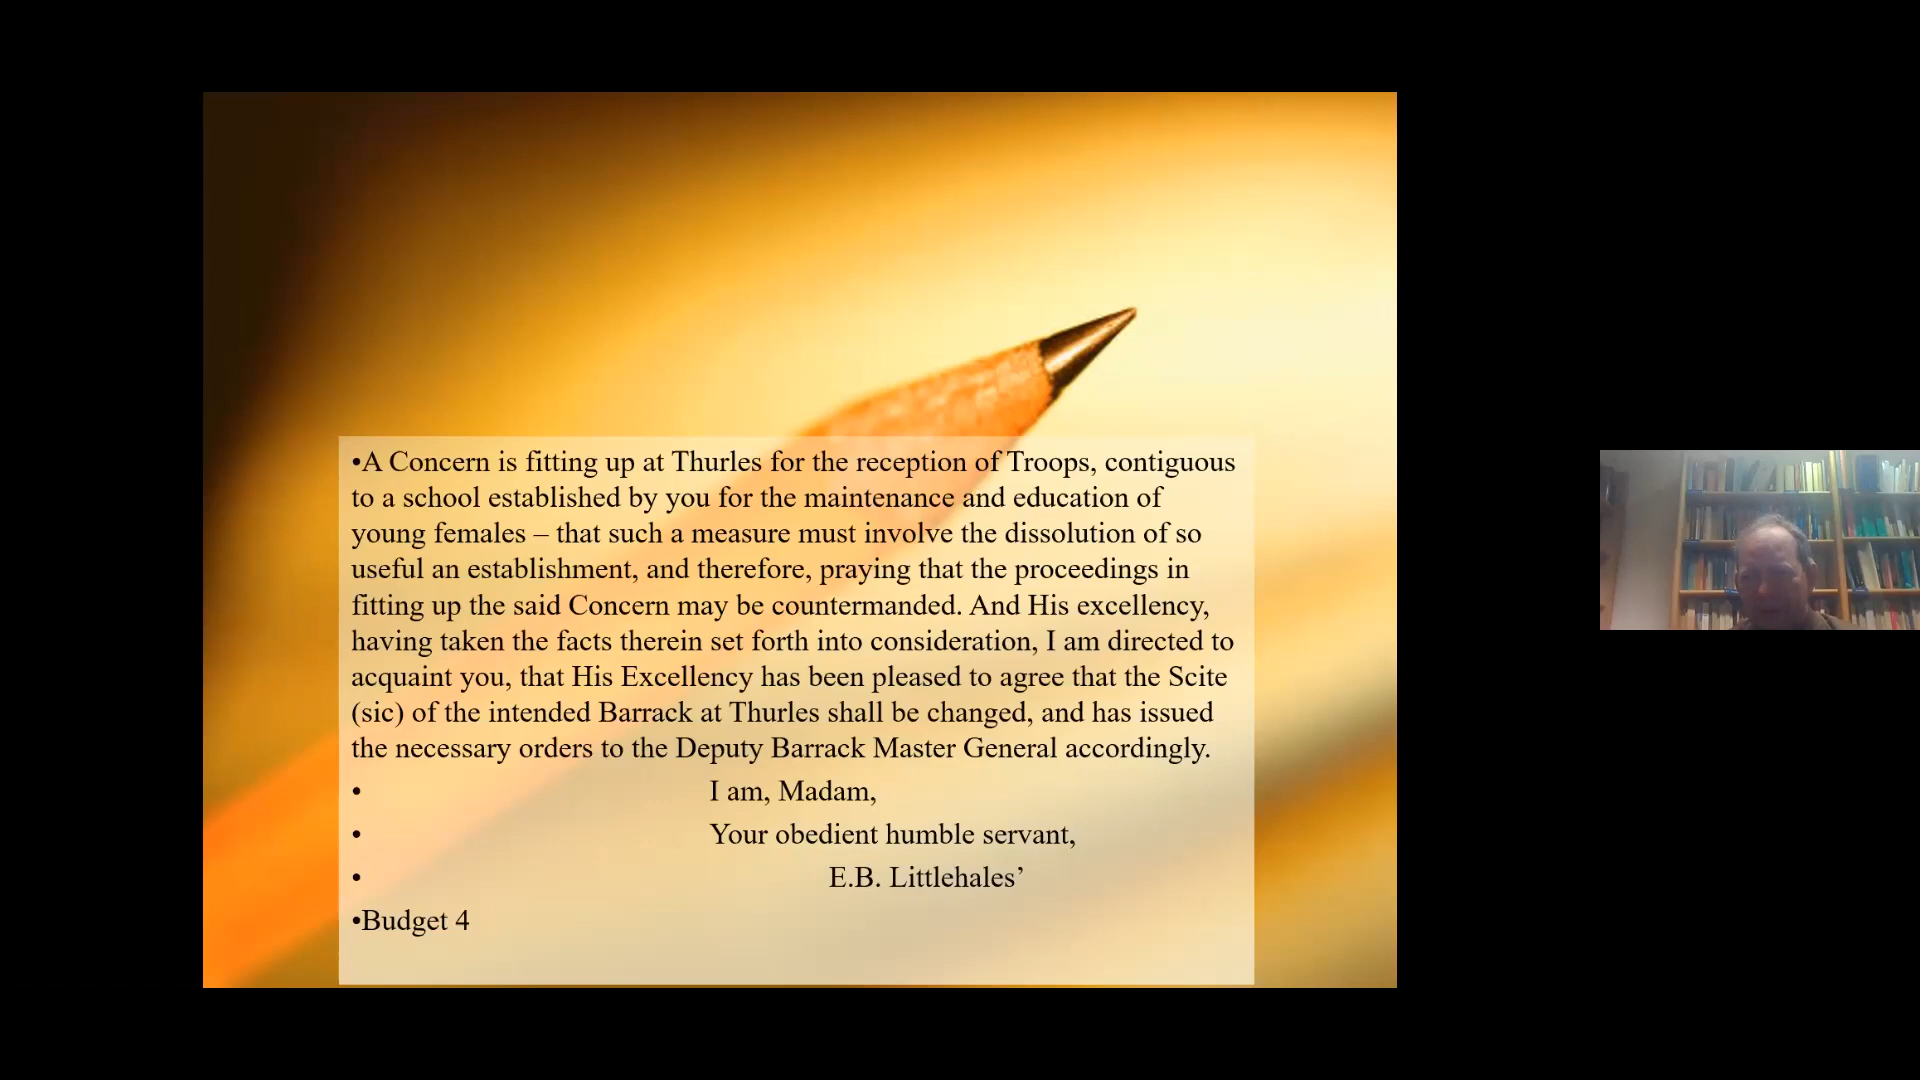 •A Concern is fitting up at Thurles for the reception of Troops, contiguous
to a school established by you for the maintenance and education of
young females – that such a measure must involve the dissolution of so
useful an establishment, and therefore, praying that the proceedings in
fitting up the said Concern may be countermanded. And His excellency,
having taken the facts therein set forth into consideration, I am directed to
acquaint you, that His Excellency has been pleased to agree that the Scite
(sic) of the intended Barrack at Thurles shall be changed, and has issued
the necessary orders to the Deputy Barrack Master General accordingly.
• I am, Madam,
• Your obedient humble servant,
• E.B. Littlehales’
•Budget 4